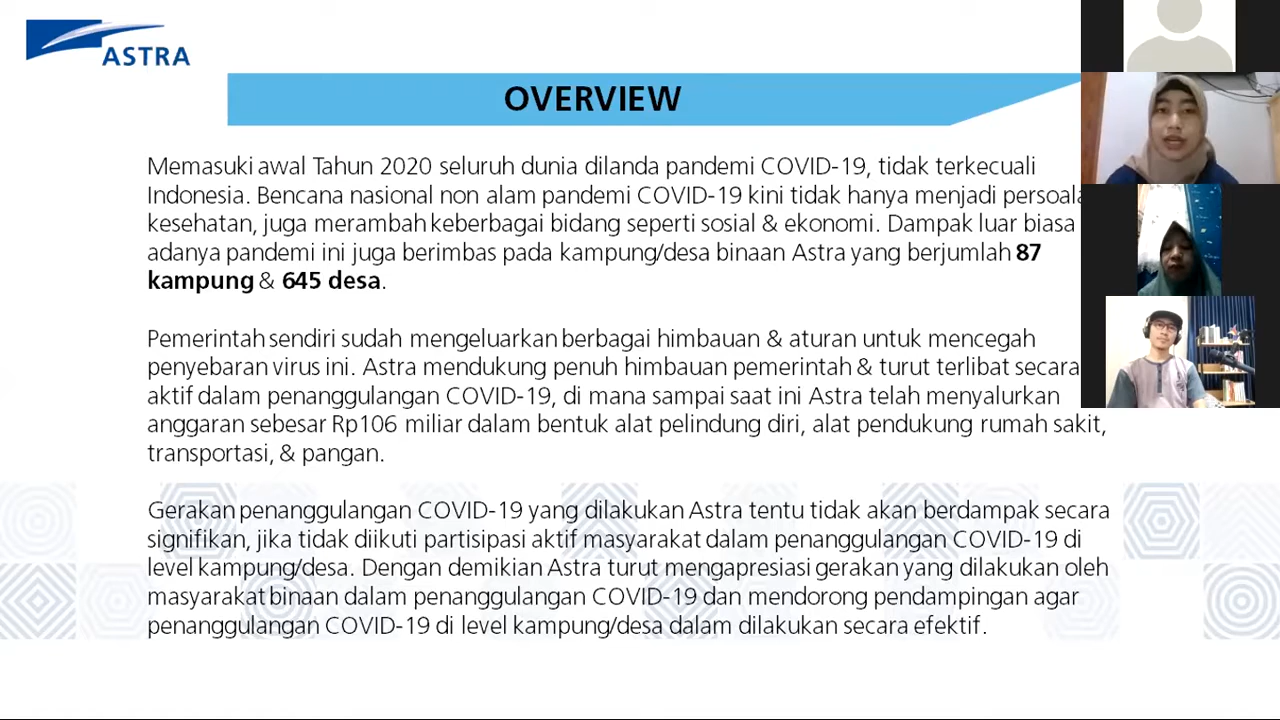 ASTRA
OVERVIEW
Memasuki awal Tahun 2020 seluruh dunia dilanda pandemi COVID-19, tidak terkecuali
Indonesia. Bencana nasional non alam pandemi COVID-19 kini tidak hanya menjadi persoala
kesehatan, juga merambah keberbagai bidang seperti sosial & ekonomi. Dampak luar biasa
adanya pandemi ini juga berimbas pada kampung/desa binaan Astra yang berjumlah 87
kampung & 645 desa.
Pemerintah sendiri sudah mengeluarkan berbagai himbauan & aturan untuk mencegah
penyebaran virus ini. Astra mendukung penuh himbauan pemerintah & turut terlibat secara
aktif dalam penanggulangan COVID-19, di mana sampai saat ini Astra telah menyalurkan
anggaran sebesar Rp106 miliar dalam bentuk alat pelindung diri, alat pendukung rumah sakit,
transportasi, & pangan.
Gerakan penanggulangan COVID-19 yang dilakukan Astra tentu tidak akan berdampak secara
signifikan, jika tidak diikuti partisipasi aktif masyarakat dalam penanggulangan COVID-19 di
level kampung/desa. Dengan demikian Astra turut mengapresiasi gerakan yang dilakukan oleh
masyarakat binaan dalam penanggulangan COVID-19 dan mendorong pendampingan agar
penanggulangan COVID-19 di level kampung/desa dalam dilakukan secara efektif.